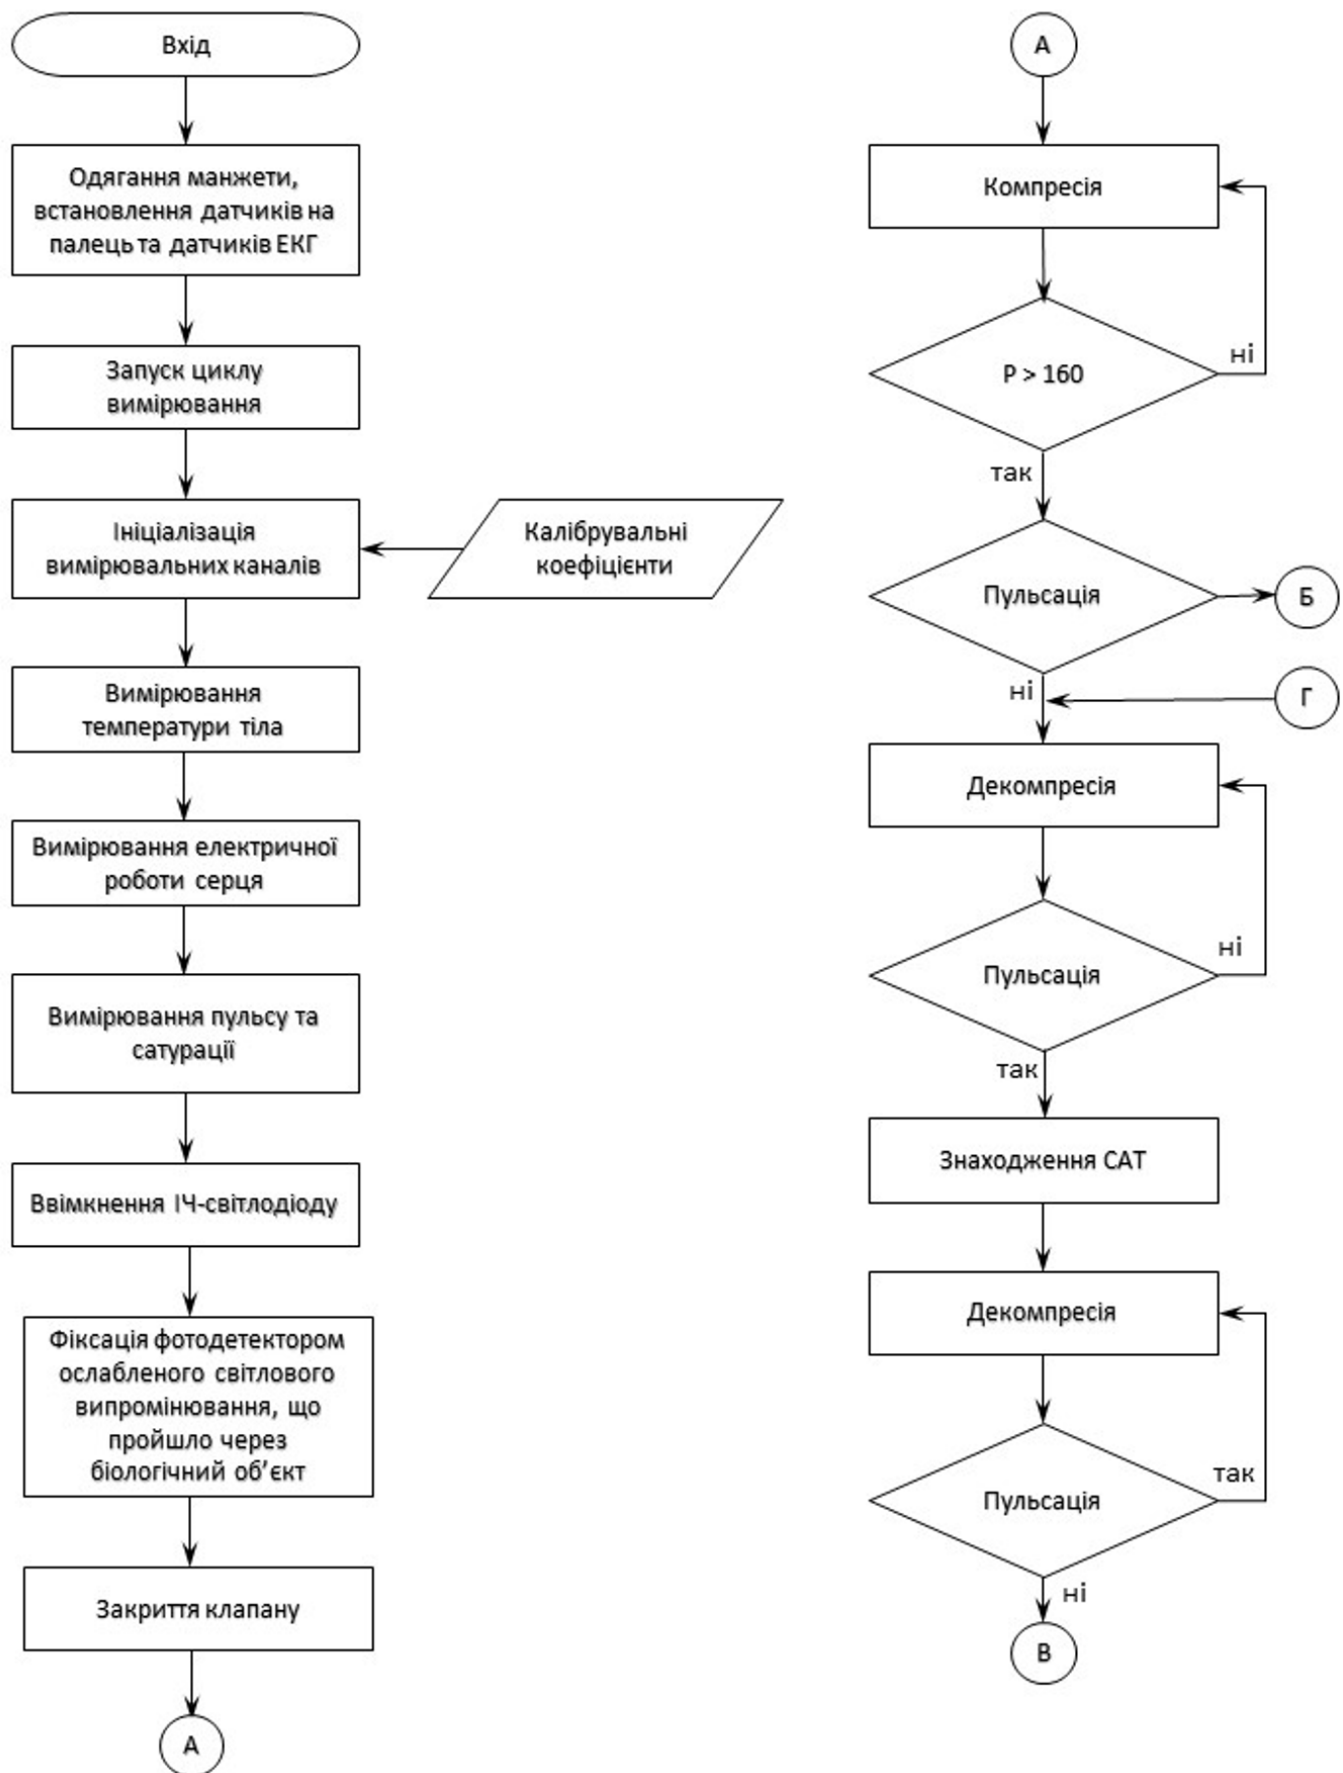 Вхід
Одягання манжети,
встановлення датчиків на
палець та датчиків ЕКГ
Запуск циклу
вимірювання
Ініціалізація
вимірювальних каналів
Калібрувальні
коефіцієнти
Вимірювання
температури тіла
Вимірювання електричної
роботи серця
Вимірювання пульсу та
сатурації
Ввімкнення ІЧ-світлодіоду
Фіксація фотодетектором
ослабленого світлового
випромінювання, що
пройшло через
біологічний об’єкт
Закриття клапану
А
А
Компресія
Р > 160
ні
так
Пульсація
Б
ні
Г
Декомпресія
Пульсація
ні
так
Знаходження САТ
Декомпресія
Пульсація
так
ні
В